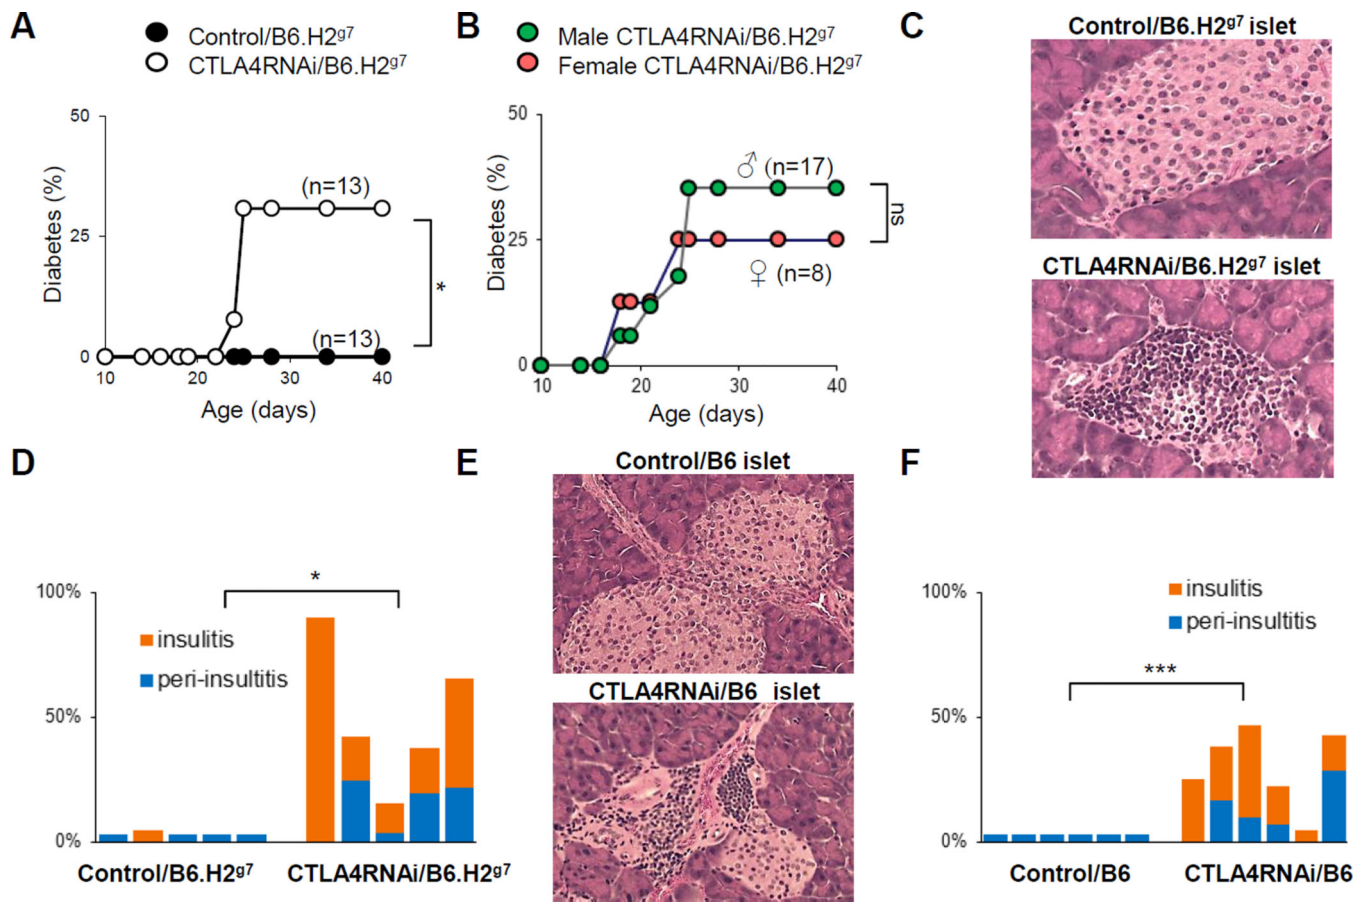 A
Control/B6.H2g7
CTLA4RNAi/B6.H2g7
50
25
0
Diabetes (%)
(n=13)
(n=13)
*
10
20
30
40
Age (days)
B
Male CTLA4RNAi/B6.H2g7
Female CTLA4RNAi/B6.H2g7
50
25
0
Diabetes (%)
♂ (n=17)
♀ (n=8)
ns
10
20
30
40
Age (days)
C
Control/B6.H2g7 islet
CTLA4RNAi/B6.H2g7 islet
D
100%
50%
0%
*
insulitis
peri-insultitis
Control/B6.H2g7
CTLA4RNAi/B6.H2g7
E
Control/B6 islet
CTLA4RNAi/B6 islet
F
100%
50%
0%
insulitis
peri-insultitis
***
Control/B6
CTLA4RNAi/B6